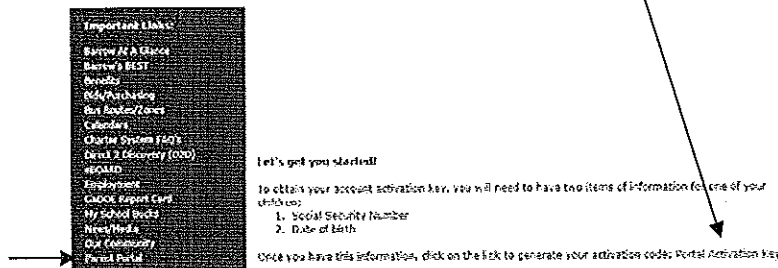 Important Links:
Barrow At A Glance
Barrow's BEST
Benefits
Bids/Purchasing
Bus Routes/Zones
Calendars
Charter System FAQ's
Direct 2 Discovery (D2D)
eBOARD
Employment
GaDOE Report Card
My School Bucks
News/Media
Our Community
Parent Portal
Let's get you started!
To obtain your account activation key, you will need to have two items of information for one of your
children:
1. Social Security Number
2. Date of birth
Once you have this information, click on the link to generate your activation code: Portal Activation Key